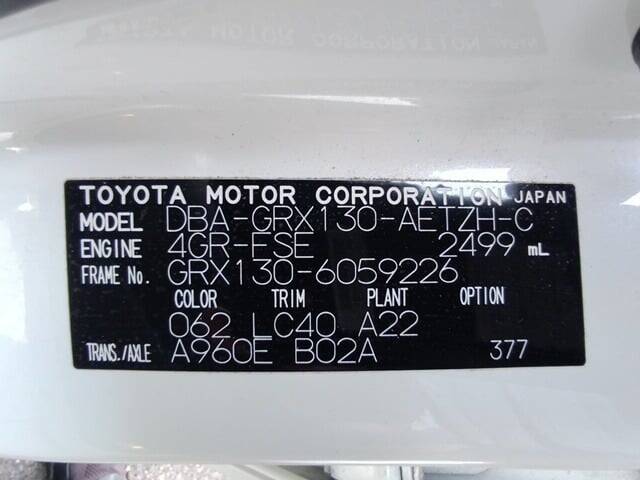 TOYOTA MOTOR CORPORATION JAPAN
MODEL DBA-GRX130-AETZH-C
ENGINE 4GR-FSE 2499 mL
FRAME No. GRX130-6059226
COLOR TRIM PLANT OPTION
062 LC40 A22
TRANS./AXLE A960E B02A 377